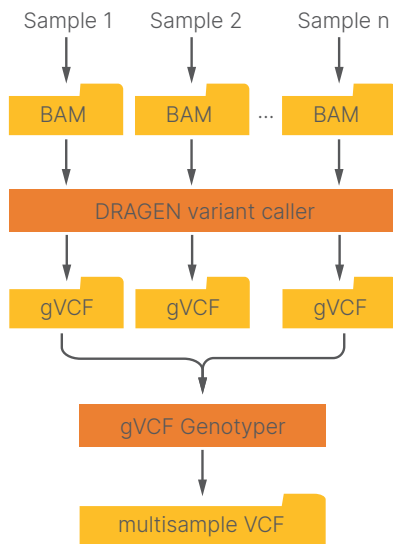 Sample 1 Sample 2 Sample n
BAM BAM ... BAM
DRAGEN variant caller
gVCF gVCF gVCF
gVCF Genotyper
multisample VCF